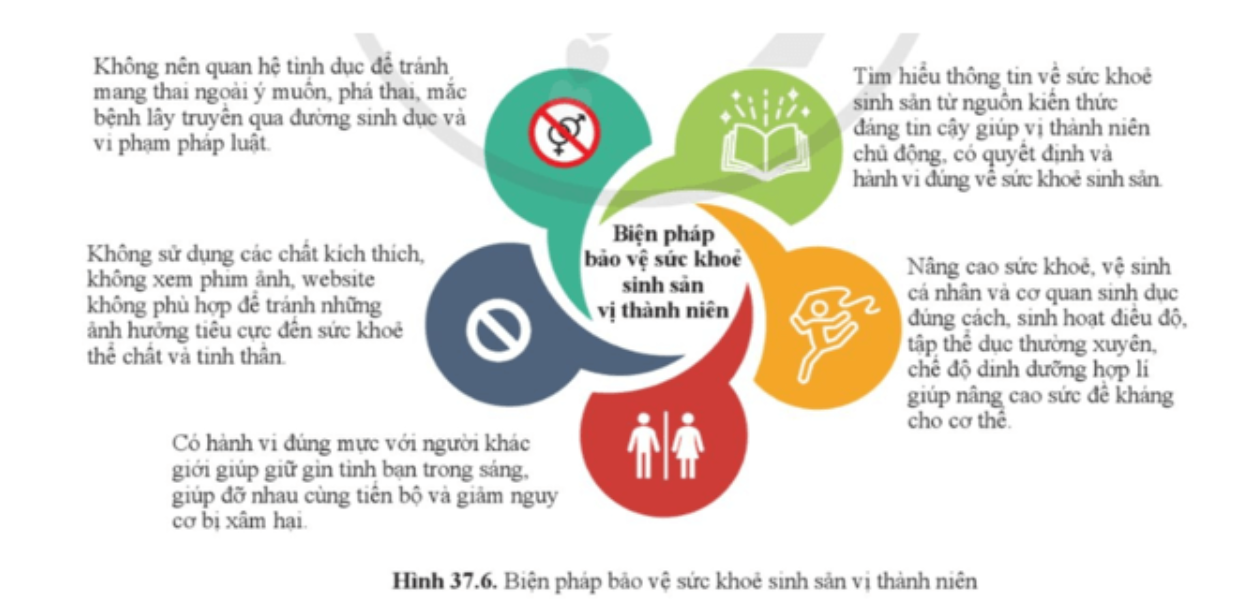 Không nên quan hệ tình dục để tránh
mang thai ngoài ý muốn, phá thai, mắc
bệnh lây truyền qua đường sinh dục và
vi phạm pháp luật.
Tìm hiểu thông tin về sức khoẻ
sinh sản từ nguồn kiến thức
đáng tin cậy giúp vị thành niên
chủ động, có quyết định và
hành vi đúng về sức khoẻ sinh sản.
Biện pháp
bảo vệ sức khoẻ
sinh sản
vị thành niên
Không sử dụng các chất kích thích,
không xem phim ảnh, website
không phù hợp để tránh những
ảnh hưởng tiêu cực đến sức khoẻ
thể chất và tinh thần.
Nâng cao sức khoẻ, vệ sinh
cá nhân và cơ quan sinh dục
đúng cách, sinh hoạt điều độ,
tập thể dục thường xuyên,
chế độ dinh dưỡng hợp lí
giúp nâng cao sức đề kháng
cho cơ thể.
Có hành vi đúng mực với người khác
giới giúp giữ gìn tình bạn trong sáng,
giúp đỡ nhau cùng tiến bộ và giảm nguy
cơ bị xâm hại.
Hình 37.6. Biện pháp bảo vệ sức khoẻ sinh sản vị thành niên